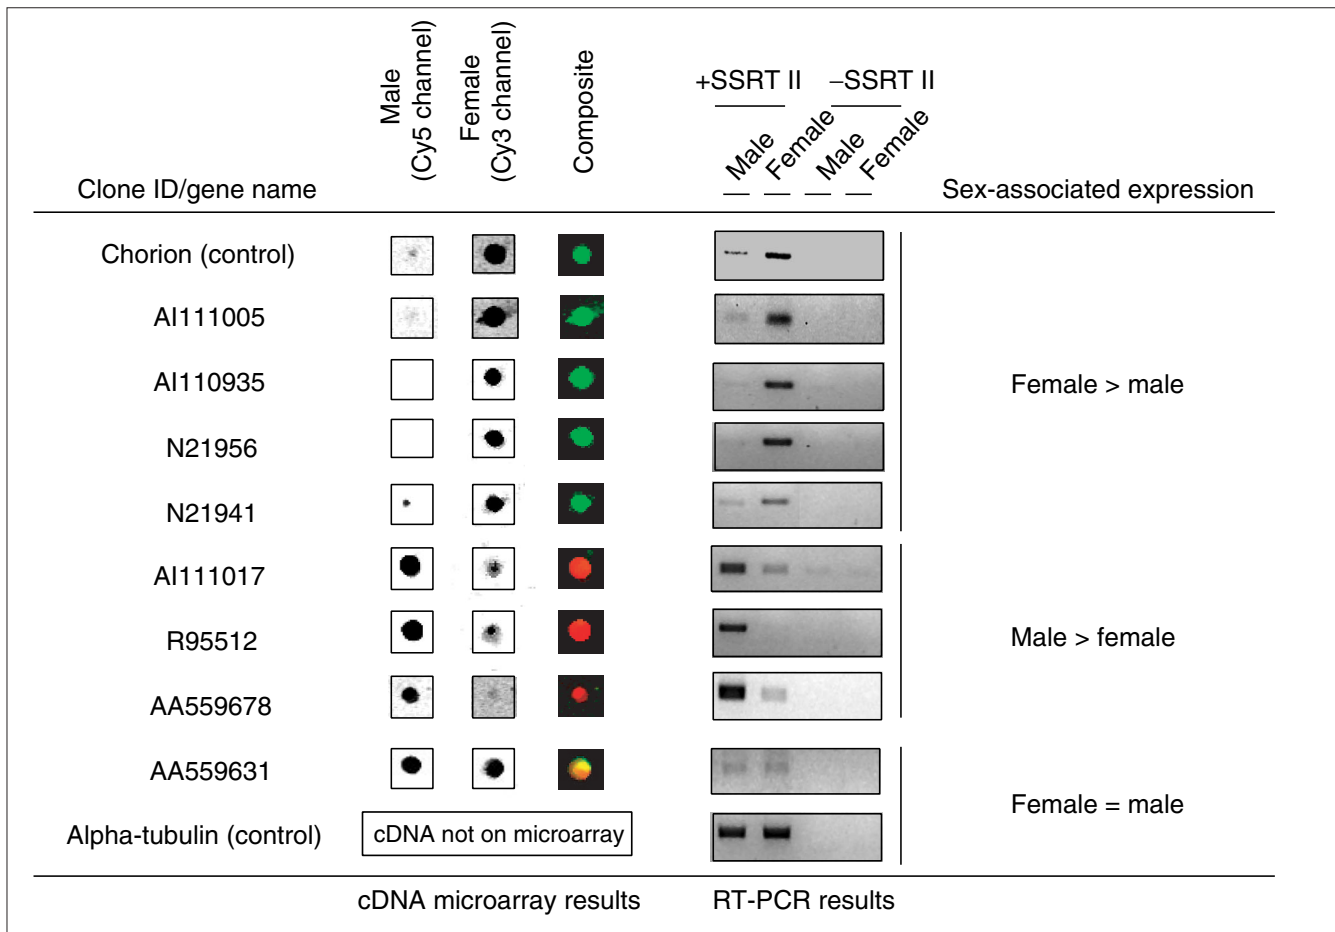 Male
(Cy5 channel)
Female
(Cy3 channel)
Composite
+SSRT II
–SSRT II
Male
Female
Male
Female
Clone ID/gene name
Sex-associated expression
Chorion (control)
AI111005
AI110935
Female > male
N21956
N21941
AI111017
R95512
Male > female
AA559678
AA559631
Female = male
Alpha-tubulin (control)
cDNA not on microarray
cDNA microarray results
RT-PCR results